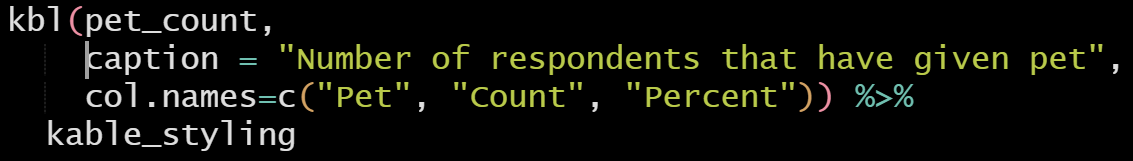 kbl(pet_count,
    caption = "Number of respondents that have given pet",
    col.names=c("Pet", "Count", "Percent")) %>%
  kable_styling